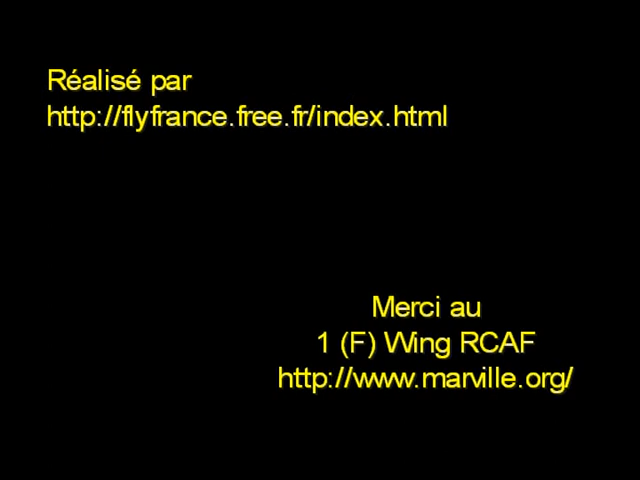 Réalisé par
http://flyfrance.free.fr/index.html
Merci au
1 (F) Wing RCAF
http://www.marville.org/